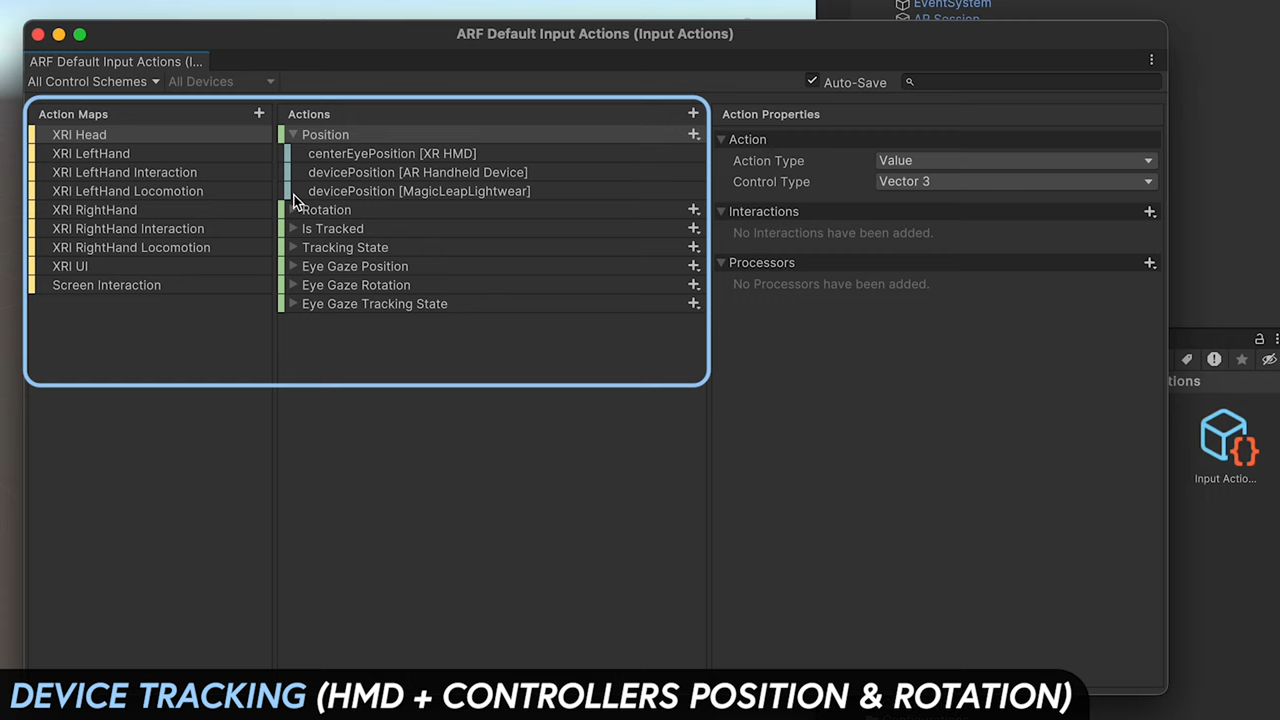 EventSystem
AR Session
ARF Default Input Actions (Input Actions)
ARF Default Input Actions (I...
All Control Schemes
All Devices
Auto-Save
Action Maps
XRI Head
XRI LeftHand
XRI LeftHand Interaction
XRI LeftHand Locomotion
XRI RightHand
XRI RightHand Interaction
XRI RightHand Locomotion
XRI UI
Screen Interaction
Actions
Position
centerEyePosition [XR HMD]
devicePosition [AR Handheld Device]
devicePosition [MagicLeapLightwear]
Rotation
Is Tracked
Tracking State
Eye Gaze Position
Eye Gaze Rotation
Eye Gaze Tracking State
Action Properties
Action
Action Type
Value
Control Type
Vector 3
Interactions
No Interactions have been added.
Processors
No Processors have been added.
tions
Input Actio...
DEVICE TRACKING (HMD + CONTROLLERS POSITION & ROTATION)